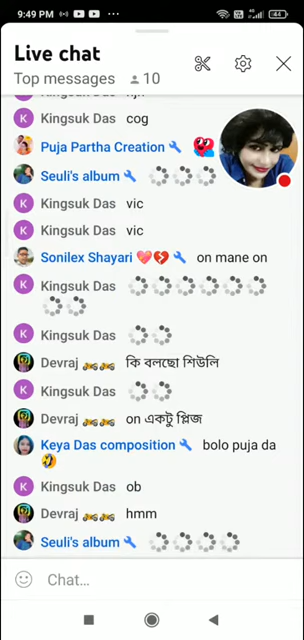 9:49 PM
44
Live chat
Top messages 10
Kingsuk Das
Kingsuk Das cog
Puja Partha Creation
Seuli's album
Kingsuk Das vic
Kingsuk Das vic
Sonilex Shayari 💖💔 on mane on
Kingsuk Das
Kingsuk Das
Devraj 🏍️🏍️ কি বলছো শিউলি
Kingsuk Das
Devraj 🏍️🏍️ on একটু প্লিজ
Keya Das composition bolo puja da
🤣
Kingsuk Das ob
Devraj 🏍️🏍️ hmm
Seuli's album
Chat...